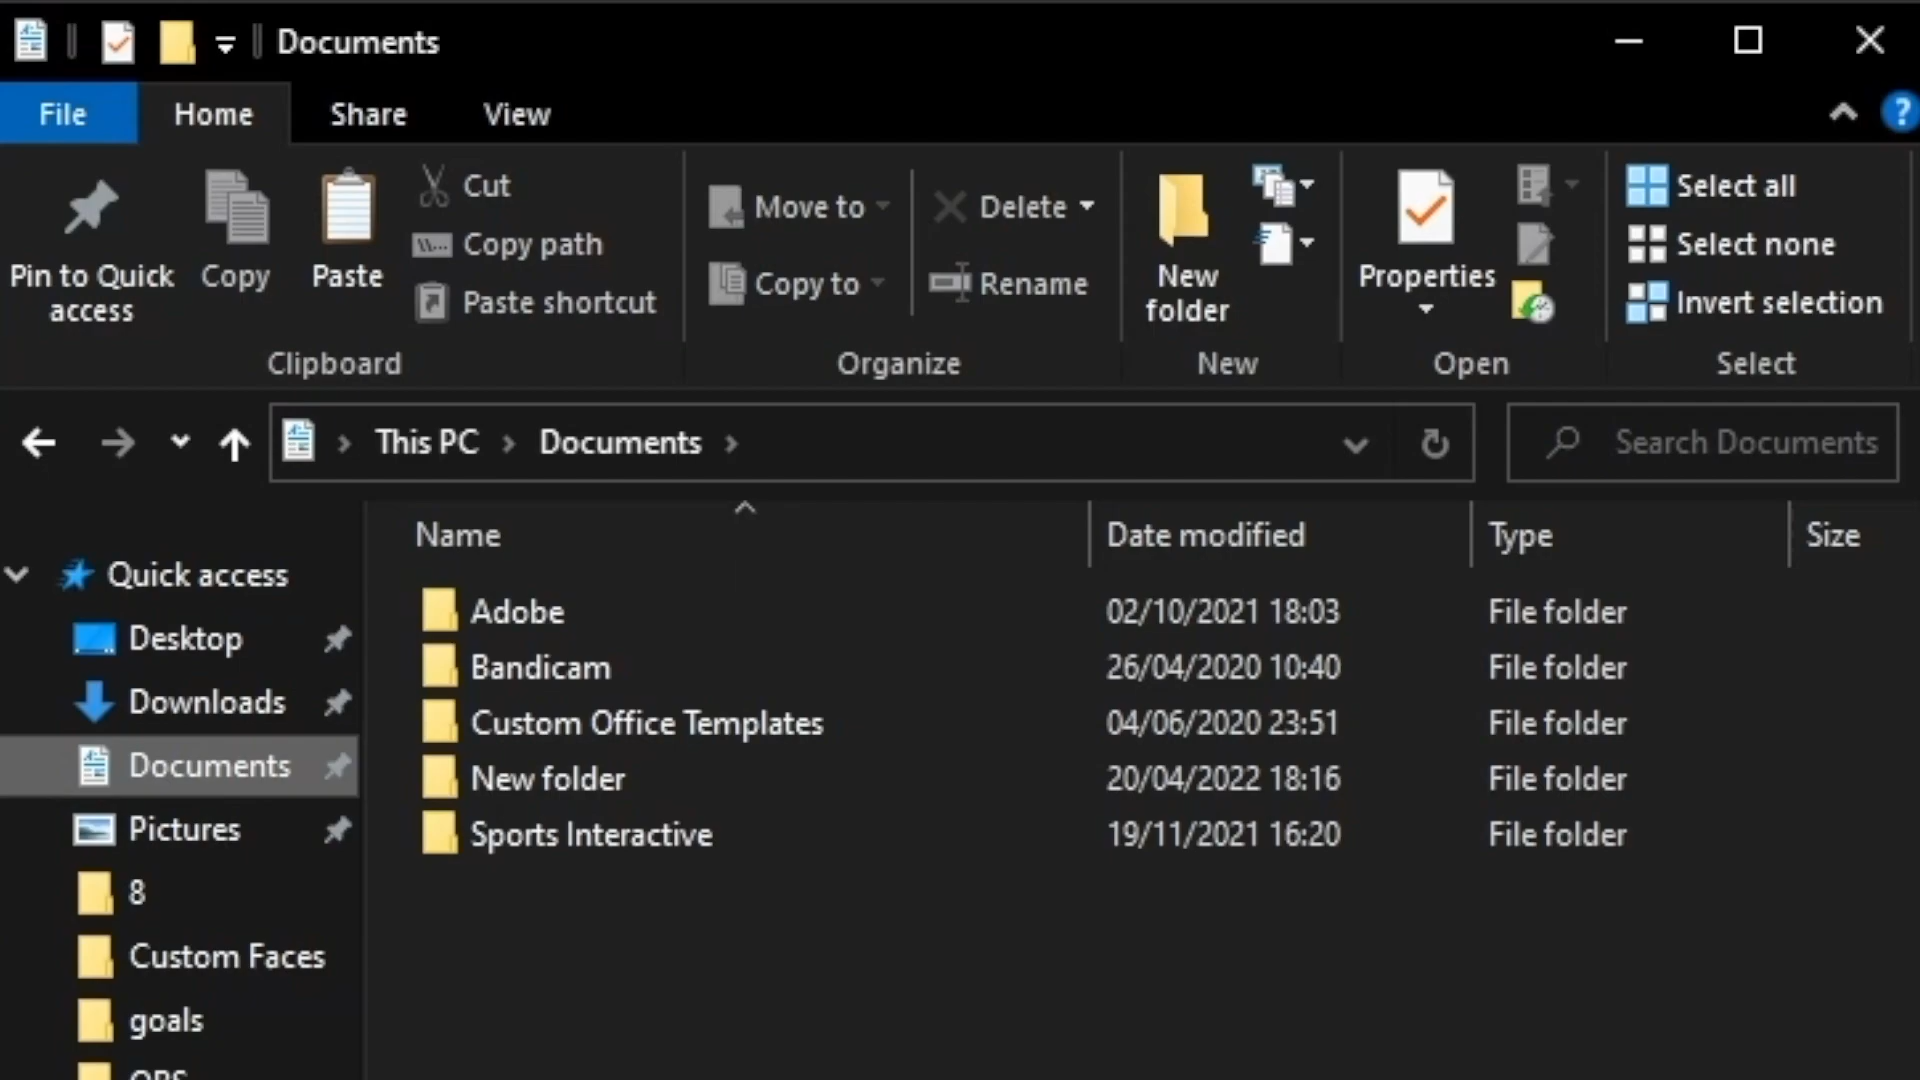 Documents
File Home Share View
Pin to Quick access
Copy
Paste
Cut
Copy path
Paste shortcut
Clipboard
Move to
Copy to
Delete
Rename
Organize
New folder
New
Properties
Open
Select all
Select none
Invert selection
Select
This PC > Documents >
Search Documents
Name Date modified Type Size
Quick access
Desktop
Downloads
Documents
Pictures
8
Custom Faces
goals
Adobe 02/10/2021 18:03 File folder
Bandicam 26/04/2020 10:40 File folder
Custom Office Templates 04/06/2020 23:51 File folder
New folder 20/04/2022 18:16 File folder
Sports Interactive 19/11/2021 16:20 File folder